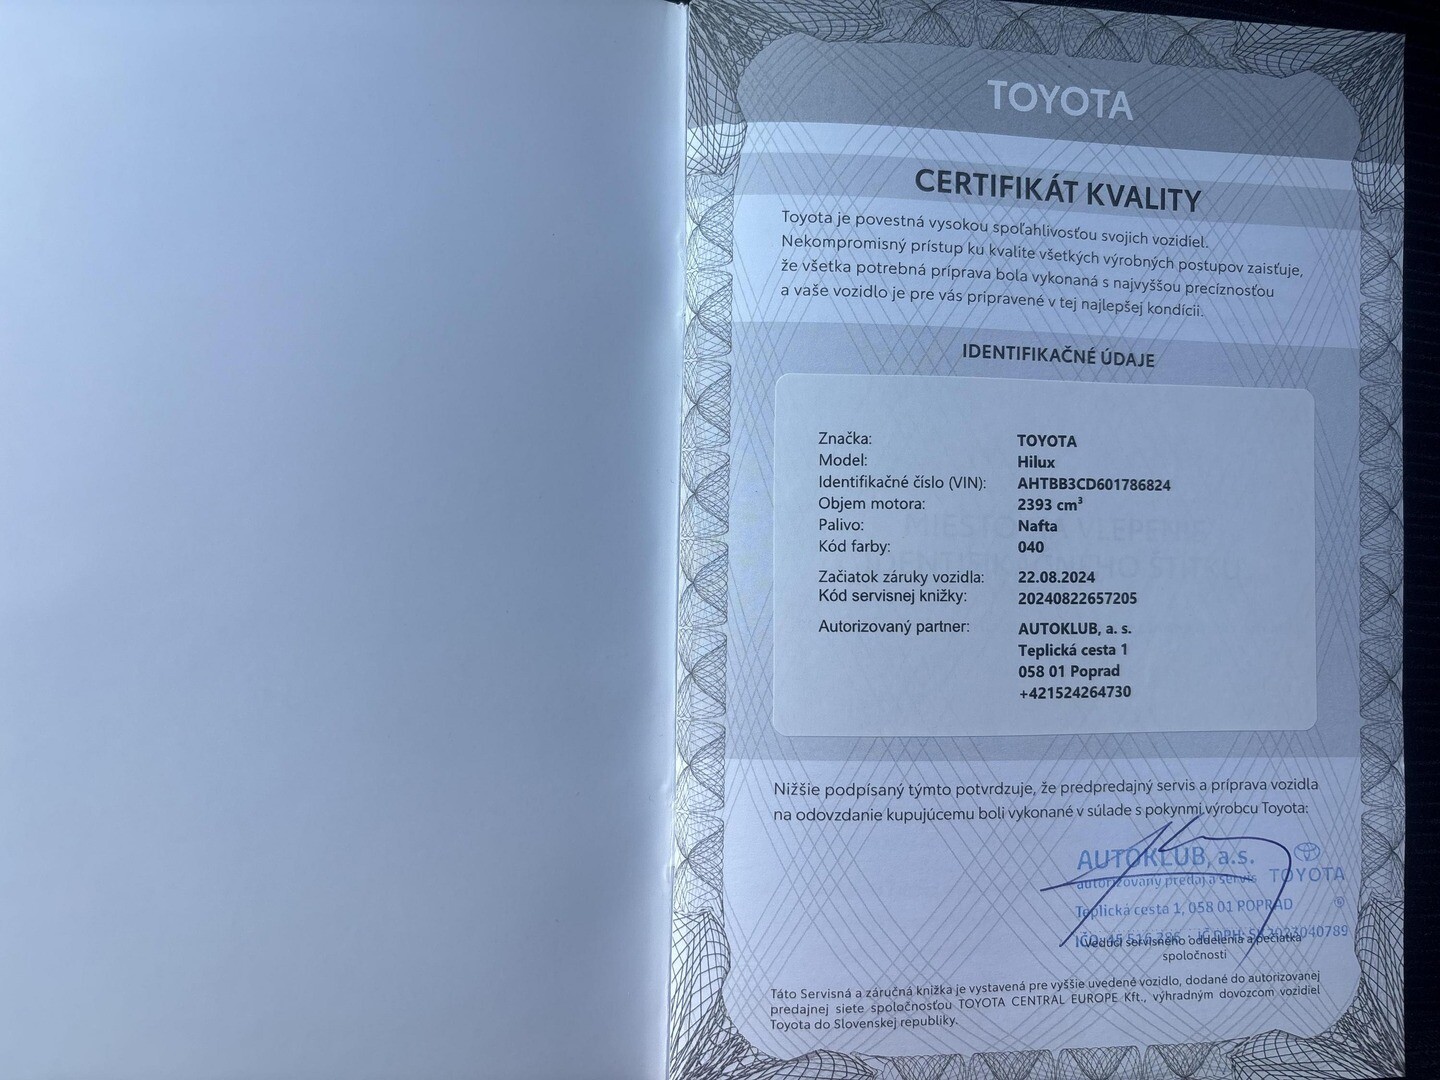 TOYOTA
CERTIFIKÁT KVALITY
Toyota je povestná vysokou spoľahlivosťou svojich vozidiel.
Nekompromisný prístup ku kvalite všetkých výrobných postupov zaisťuje,
že všetka potrebná príprava bola vykonaná s najvyššou precíznosťou
a vaše vozidlo je pre vás pripravené v tej najlepšej kondícii.
IDENTIFIKAČNÉ ÚDAJE
Značka: TOYOTA
Model: Hilux
Identifikačné číslo (VIN): AHTBB3CD601786824
Objem motora: 2393 cm³
Palivo: Nafta
Kód farby: 040
Začiatok záruky vozidla: 22.08.2024
Kód servisnej knižky: 20240822657205
Autorizovaný partner: AUTOKLUB, a. s.
Teplická cesta 1
058 01 Poprad
+421524264730
Nižšie podpísaný týmto potvrdzuje, že predpredajný servis a príprava vozidla
na odovzdanie kupujúcemu boli vykonané v súlade s pokynmi výrobcu Toyota:
AUTOKLUB, a.s.
autorizovaný predaj a servis TOYOTA
Teplická cesta 1, 058 01 POPRAD
Vedúci servisného oddelenia a pečiatka
spoločnosti
Táto Servisná a záručná knižka je vystavená pre vyššie uvedené vozidlo, dodané do autorizovanej
predajnej siete spoločnosťou TOYOTA CENTRAL EUROPE Kft., výhradným dovozcom vozidiel
Toyota do Slovenskej republiky.